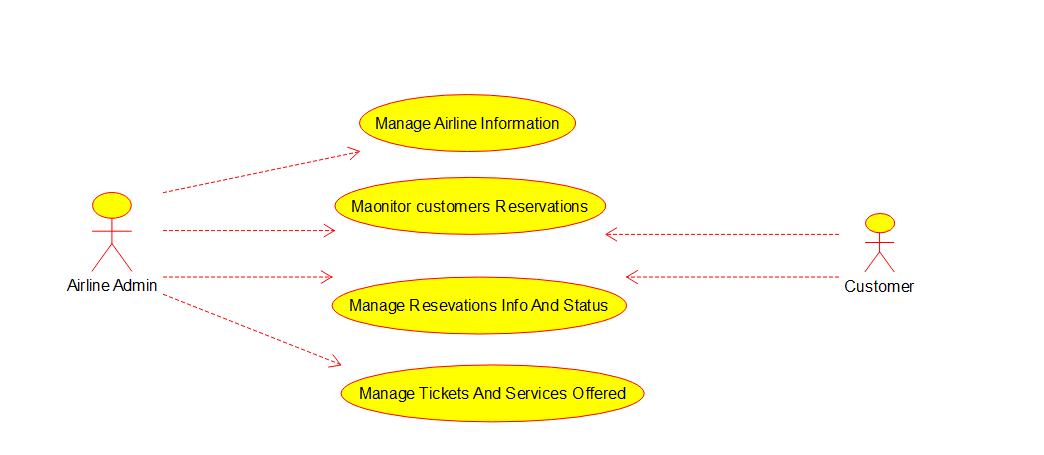 Manage Airline Information
Maonitor customers Reservations
Airline Admin
Customer
Manage Resevations Info And Status
Manage Tickets And Services Offered